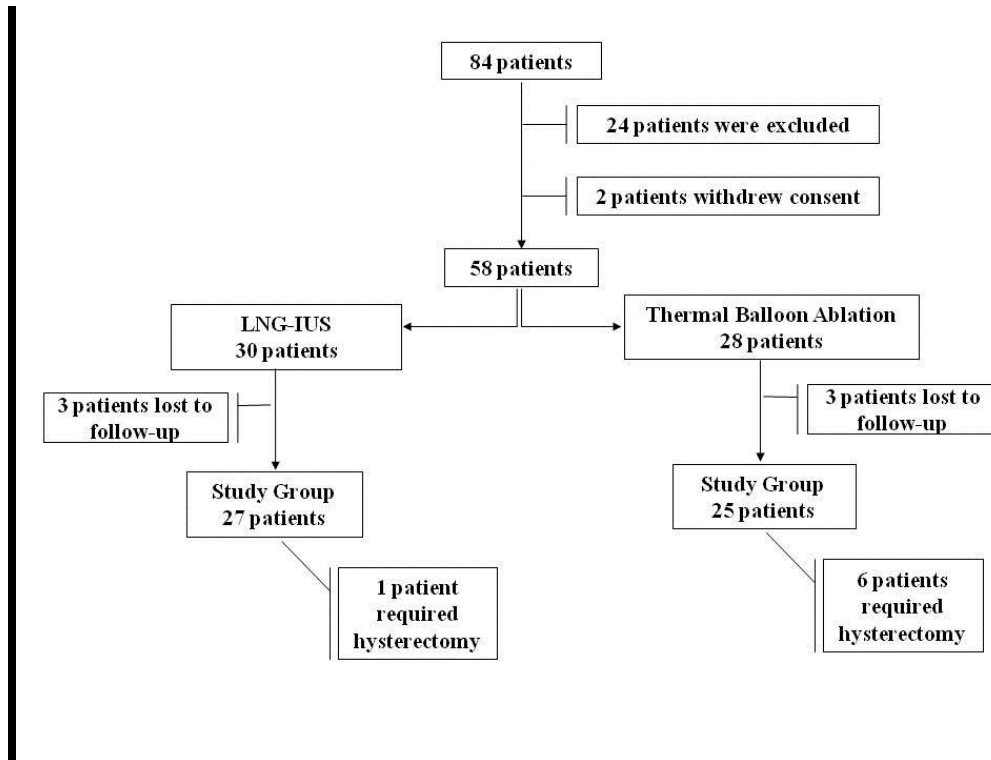 84 patients
24 patients were excluded
2 patients withdrew consent
58 patients
LNG-IUS
30 patients
Thermal Balloon Ablation
28 patients
3 patients lost to
follow-up
3 patients lost to
follow-up
Study Group
27 patients
Study Group
25 patients
1 patient
required
hysterectomy
6 patients
required
hysterectomy